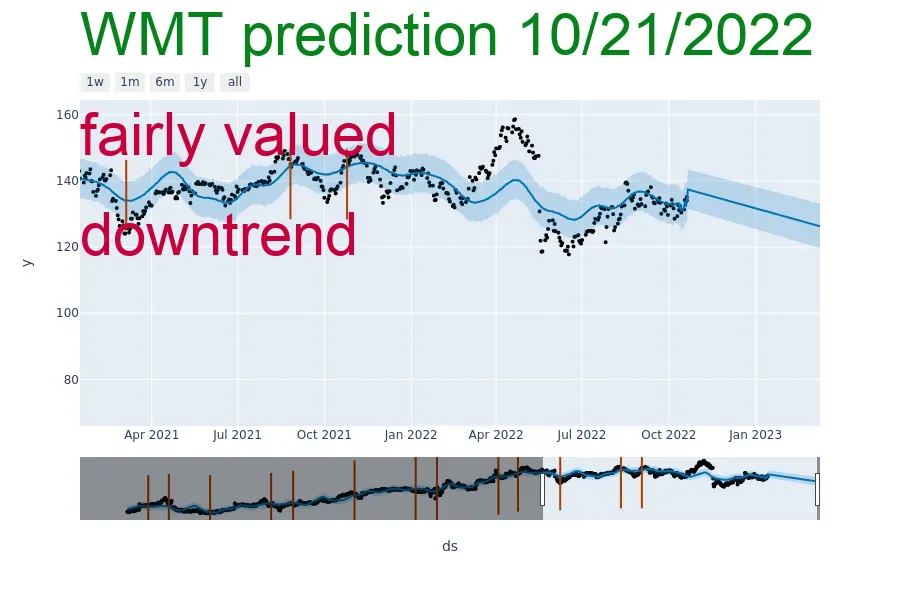 WMT prediction 10/21/2022
1w 1m 6m 1y all
160
fairly valued
140
downtrend
120
y
100
80
Apr 2021 Jul 2021 Oct 2021 Jan 2022 Apr 2022 Jul 2022 Oct 2022 Jan 2023
ds